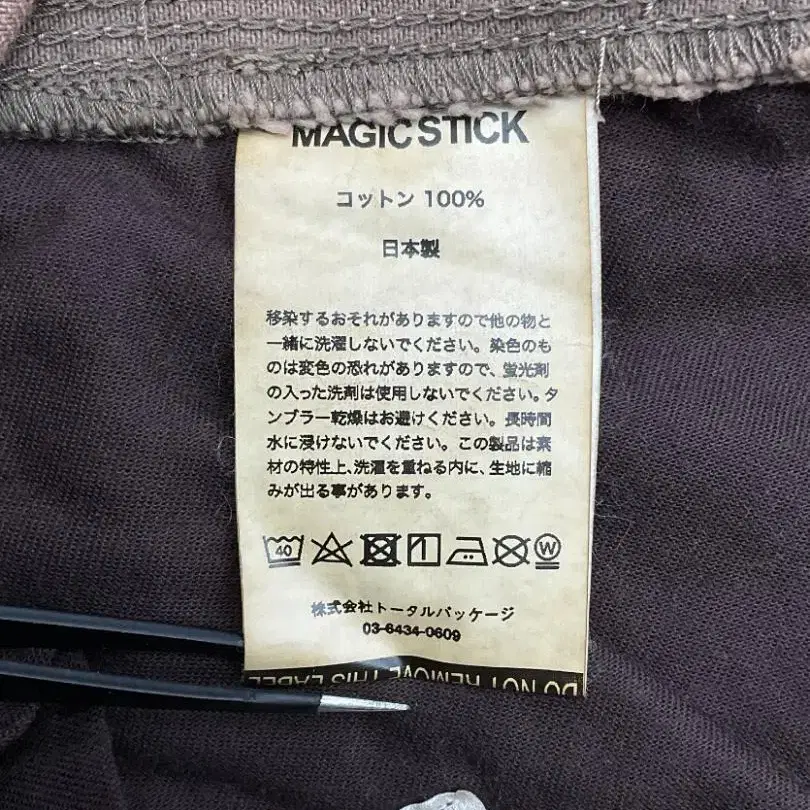 MAGIC STICK
コットン 100%
日本製
移染するおそれがありますので他の物と
一緒に洗濯しないでください。染色のも
のは変色の恐れがありますので、蛍光剤
の入った洗剤は使用しないでください。タ
ンブラー乾燥はお避けください。長時間
水に浸けないでください。この製品は素
材の特性上、洗濯を重ねる内に、生地に縮
みが出る事があります。
40
W
株式会社トータルパッケージ
03-6434-0609
DO NOT REMOVE THIS LABEL